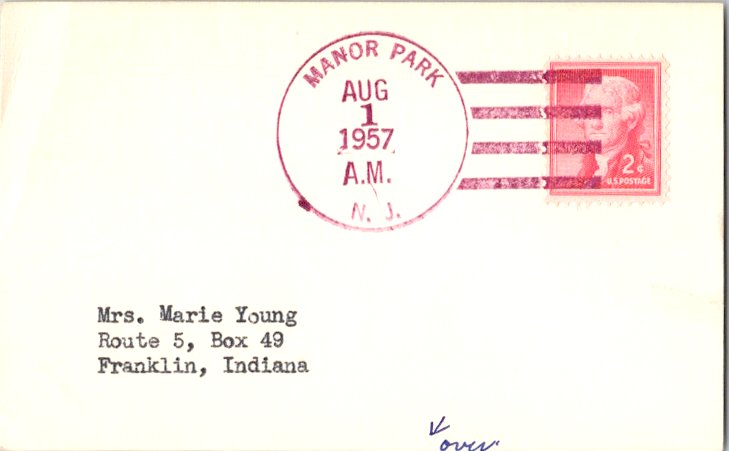 MANOR PARK
AUG
1
1957
A.M.
N. J.
2¢
U.S. POSTAGE
Mrs. Marie Young
Route 5, Box 49
Franklin, Indiana
over